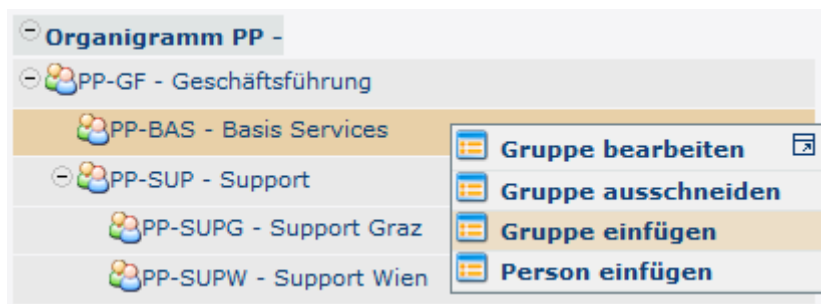 Organigramm PP -
PP-GF - Geschäftsführung
PP-BAS - Basis Services
PP-SUP - Support
PP-SUPG - Support Graz
PP-SUPW - Support Wien
Gruppe bearbeiten
Gruppe ausschneiden
Gruppe einfügen
Person einfügen